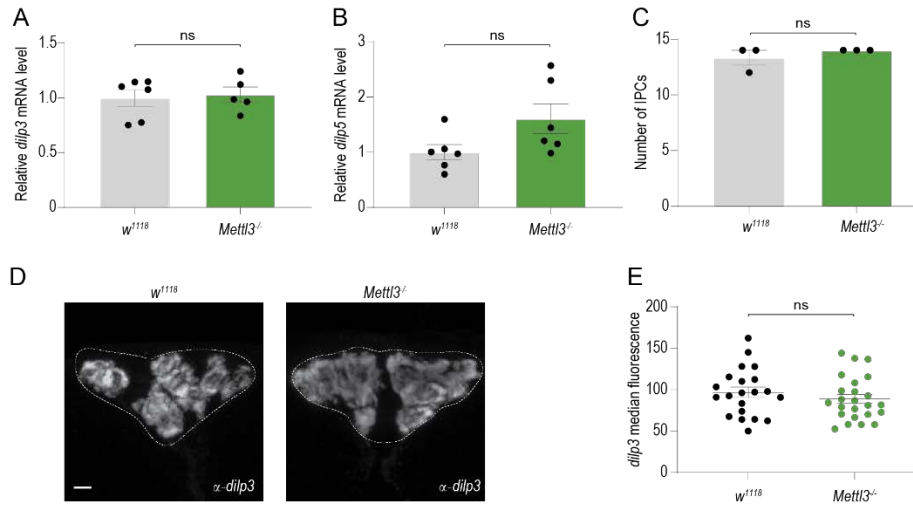 A
ns
Relative dilp3 mRNA level
1.5
1.0
0.5
0
w¹¹¹⁸
Mettl3⁻/⁻
B
ns
Relative dilp5 mRNA level
3
2
1
0
w¹¹¹⁸
Mettl3⁻/⁻
C
ns
Number of IPCs
15
10
5
0
w¹¹¹⁸
Mettl3⁻/⁻
D
w¹¹¹⁸
Mettl3⁻/⁻
α-dilp3
α-dilp3
E
ns
dilp3 median fluorescence
200
150
100
50
0
w¹¹¹⁸
Mettl3⁻/⁻